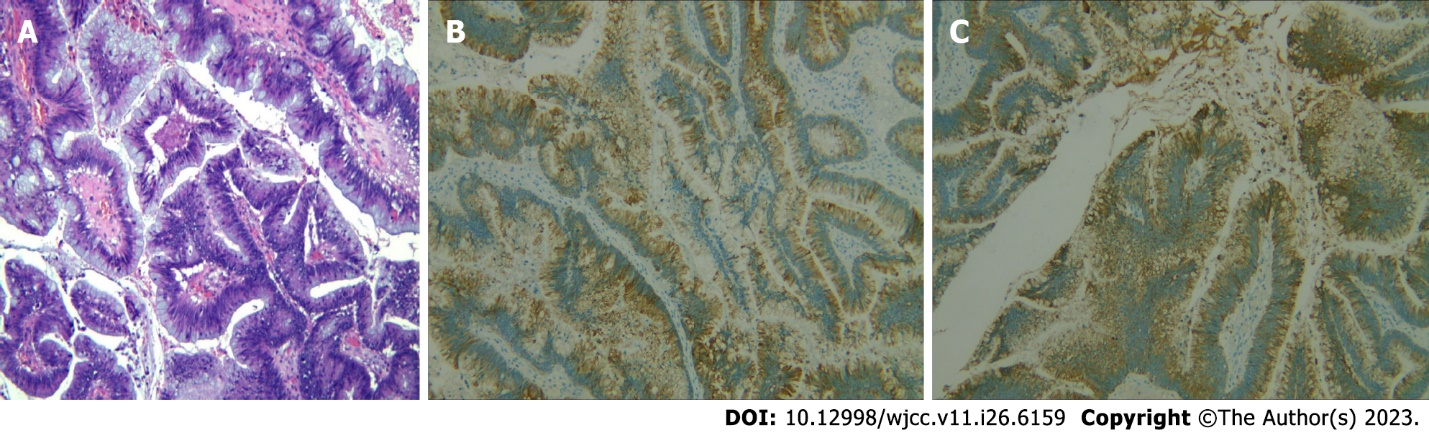 A
B
C
DOI: 10.12998/wjcc.v11.i26.6159 Copyright ©The Author(s) 2023.